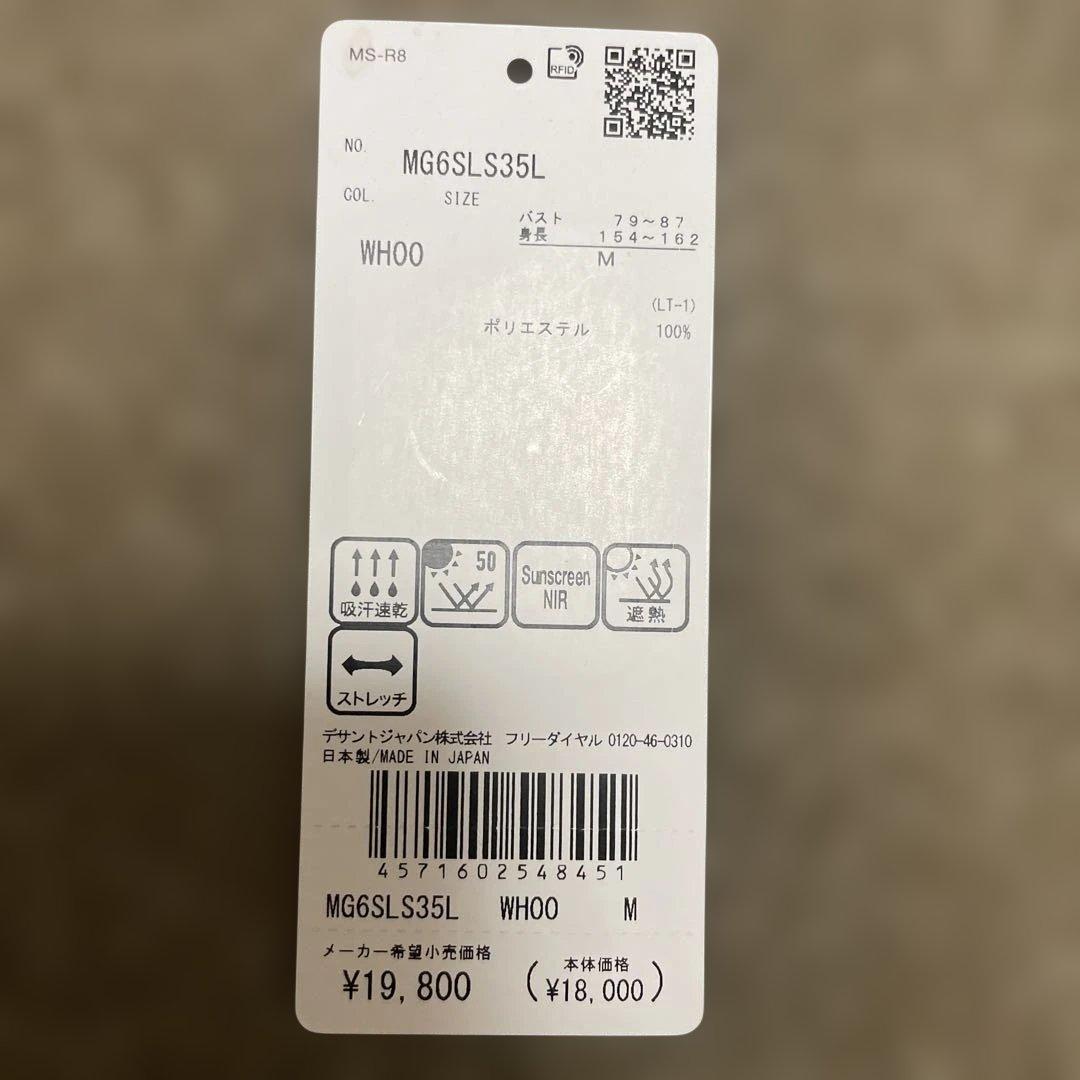 MS-R8
RFID
NO.
MG6SLS35L
COL.
SIZE
バスト 79～87
身長 154～162
WH00
M
(LT-1)
ポリエステル 100%
吸汗速乾
50
Sunscreen
NIR
遮熱
ストレッチ
デサントジャパン株式会社 フリーダイヤル 0120-46-0310
日本製/MADE IN JAPAN
4571602548451
MG6SLS35L WH00 M
メーカー希望小売価格
¥19,800
本体価格
(¥18,000)